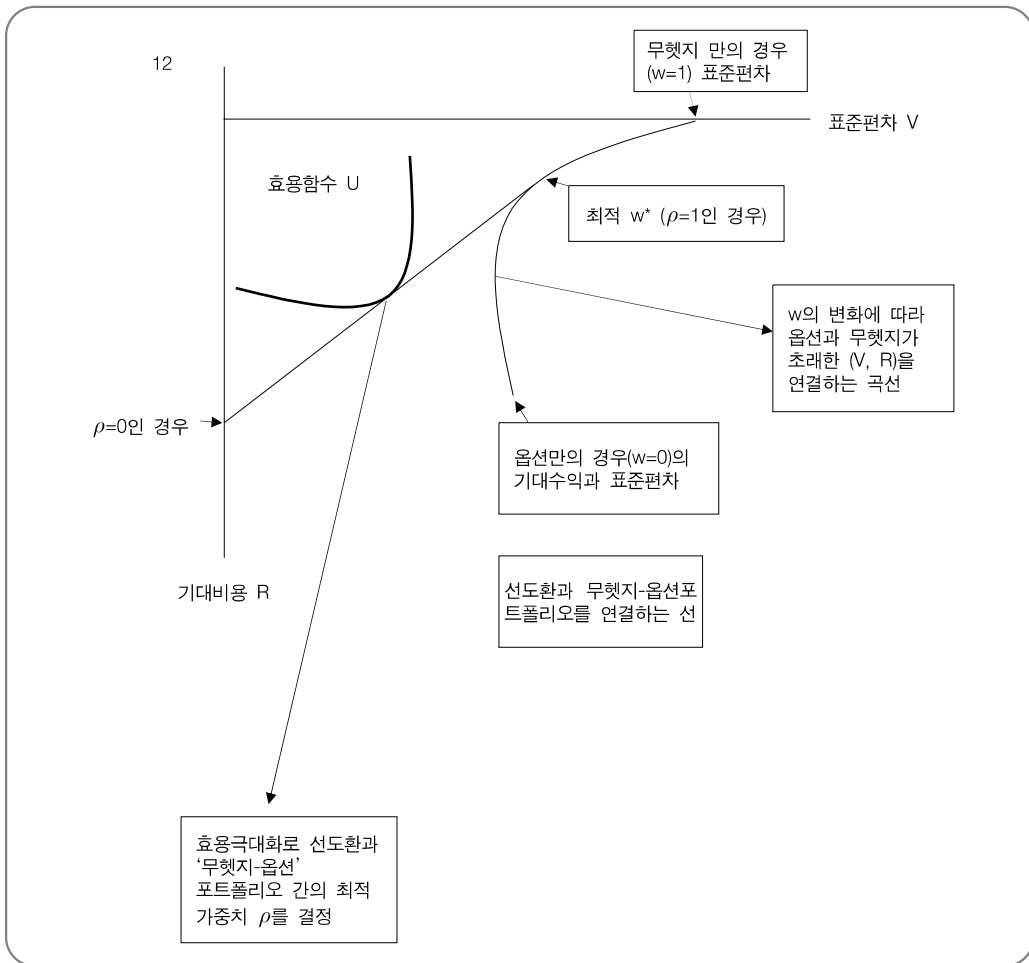 12
무헷지 만의 경우
(w=1) 표준편차
표준편차 V
효용함수 U
최적 w* (ρ=1인 경우)
w의 변화에 따라
옵션과 무헷지가
초래한 (V, R)을
연결하는 곡선
ρ=0인 경우
옵션만의 경우(w=0)의
기대수익과 표준편차
기대비용 R
선도환과 무헷지-옵션포
트폴리오를 연결하는 선
효용극대화로 선도환과
‘무헷지-옵션’
포트폴리오 간의 최적
가중치 ρ를 결정